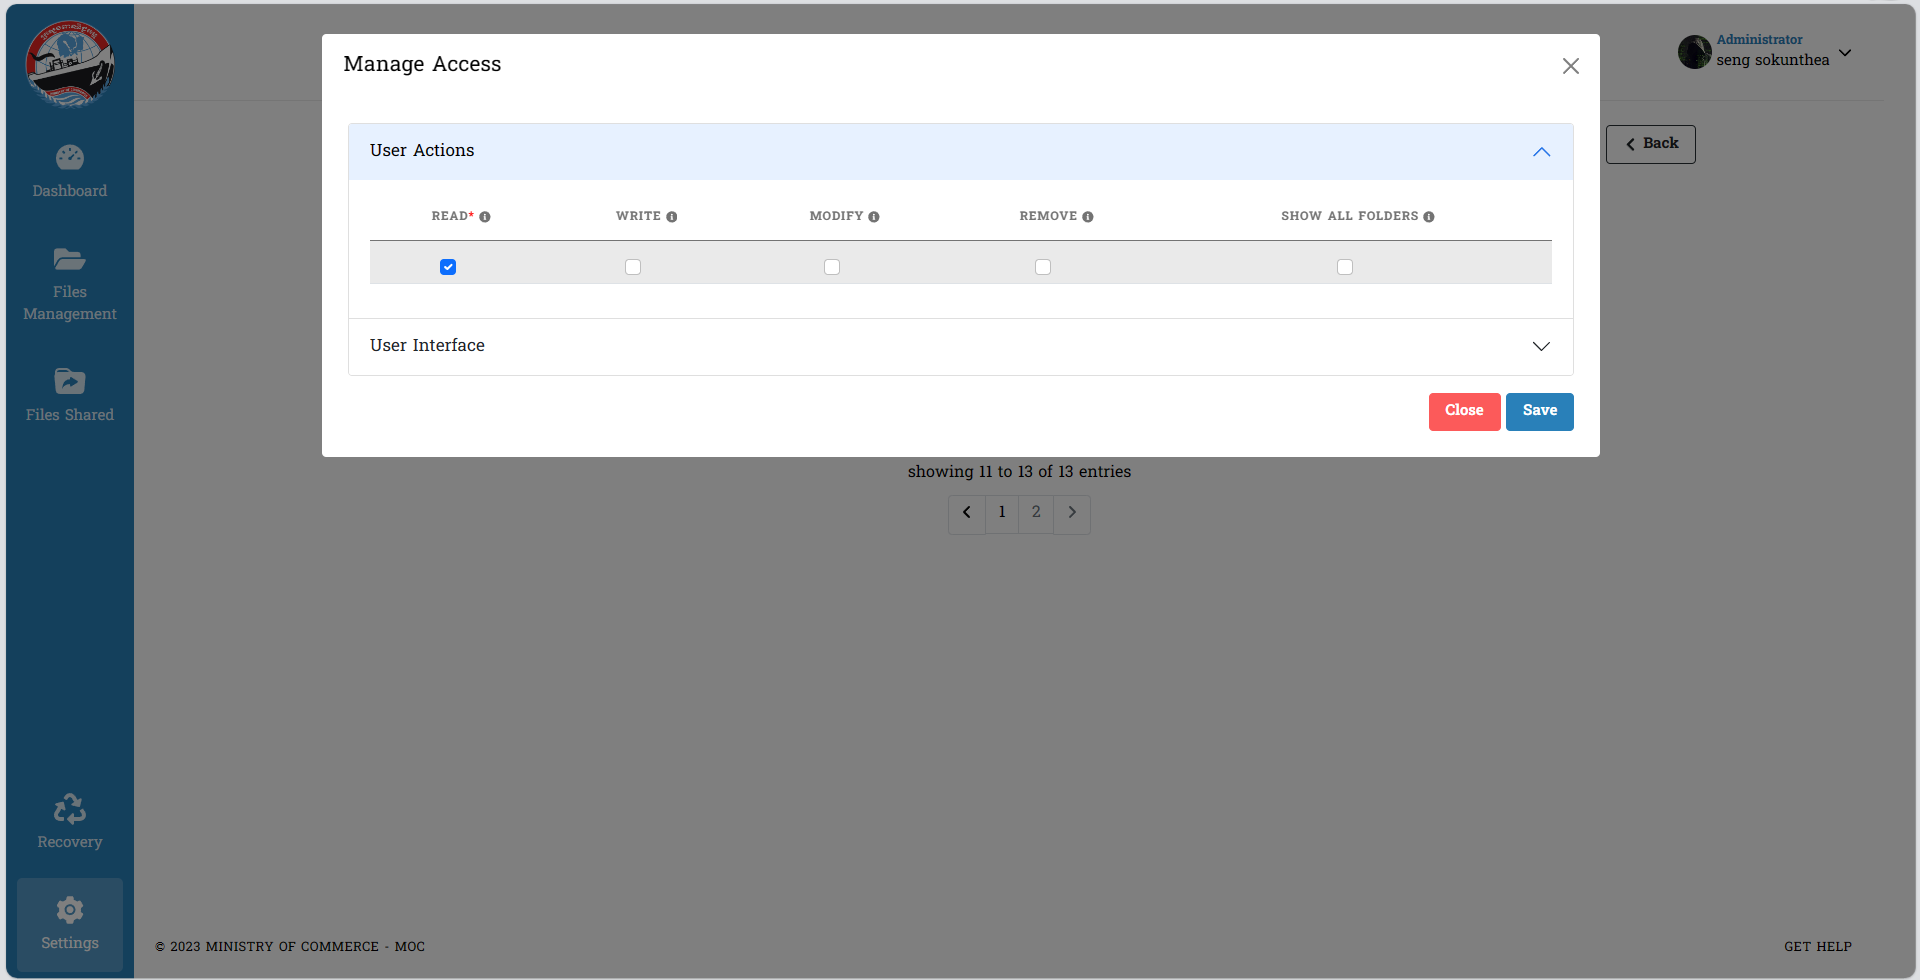 Manage Access
Administrator
seng sokunthea
Back
User Actions
READ* WRITE MODIFY REMOVE SHOW ALL FOLDERS
User Interface
Close Save
showing 11 to 13 of 13 entries
1 2
Dashboard
Files
Management
Files Shared
Recovery
Settings
© 2023 MINISTRY OF COMMERCE - MOC
GET HELP